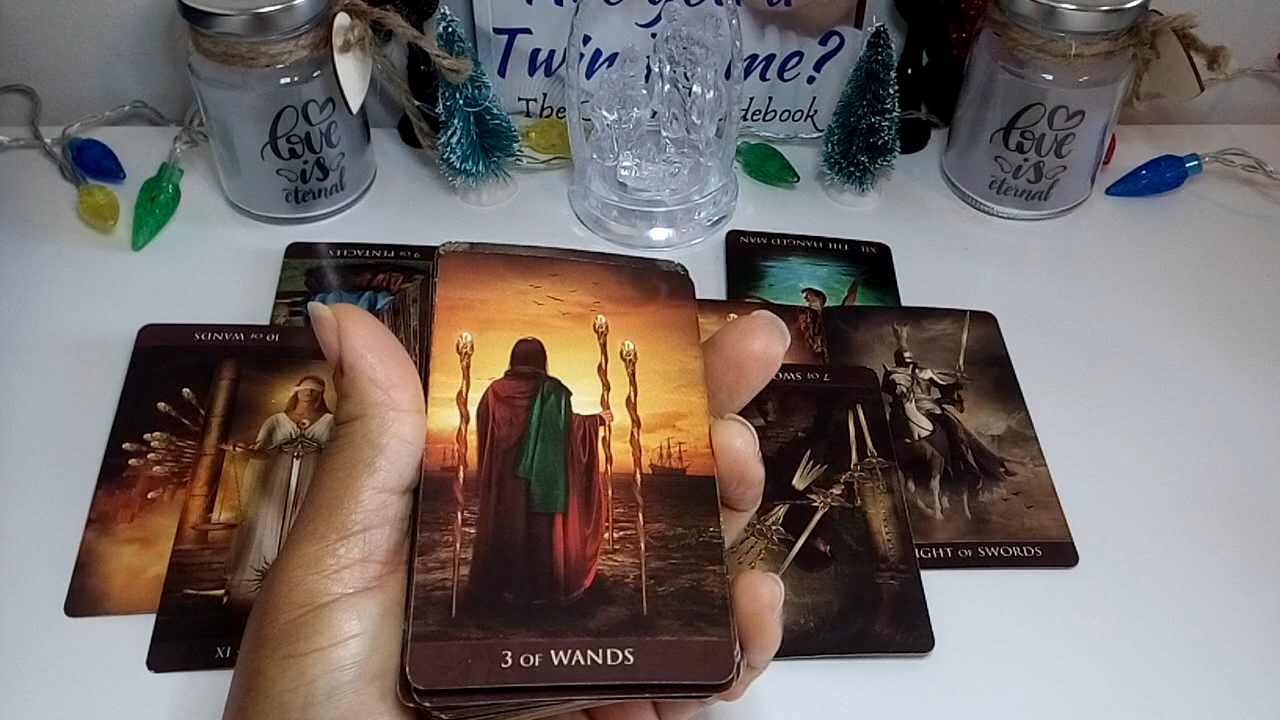 Twin
The
debook
love
is
eternal
love
is
eternal
9 OF PENTACLES
XII THE HANGED MAN
10 OF WANDS
7 OF SWO
IGHT OF SWORDS
XI
3 OF WANDS